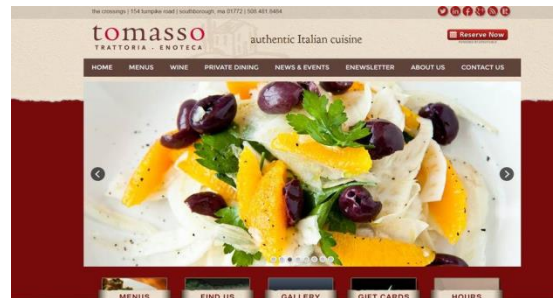 the crossings | 154 turnpike road | southborough, ma 01772 | 508.481.8484
tomasso
TRATTORIA . ENOTECA
authentic Italian cuisine
Reserve Now
HOME MENUS WINE PRIVATE DINING NEWS & EVENTS ENEWSLETTER ABOUT US CONTACT US
MENUS FIND US GALLERY GIFT CARDS HOURS